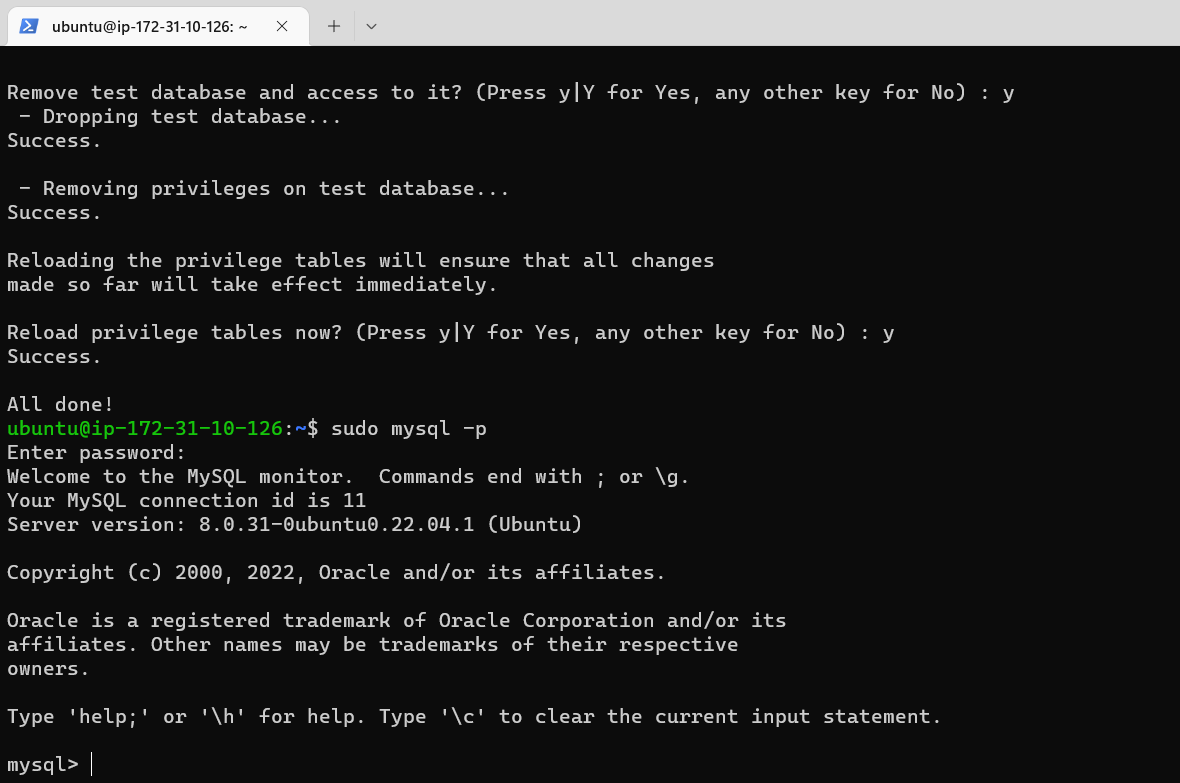 ubuntu@ip-172-31-10-126: ~
Remove test database and access to it? (Press y|Y for Yes, any other key for No) : y
 - Dropping test database...
Success.

 - Removing privileges on test database...
Success.

Reloading the privilege tables will ensure that all changes
made so far will take effect immediately.

Reload privilege tables now? (Press y|Y for Yes, any other key for No) : y
Success.

All done!
ubuntu@ip-172-31-10-126:~$ sudo mysql -p
Enter password:
Welcome to the MySQL monitor.  Commands end with ; or \g.
Your MySQL connection id is 11
Server version: 8.0.31-0ubuntu0.22.04.1 (Ubuntu)

Copyright (c) 2000, 2022, Oracle and/or its affiliates.

Oracle is a registered trademark of Oracle Corporation and/or its
affiliates. Other names may be trademarks of their respective
owners.

Type 'help;' or '\h' for help. Type '\c' to clear the current input statement.

mysql>